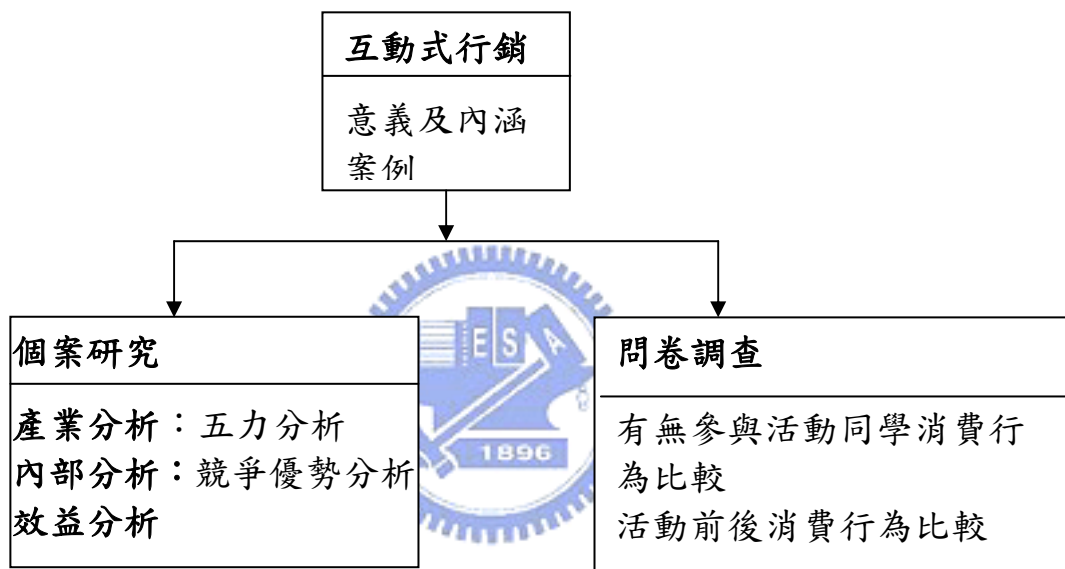 互動式行銷
意義及內涵
案例
個案研究
產業分析：五力分析
內部分析：競爭優勢分析
效益分析
E S A
1896
問卷調查
有無參與活動同學消費行
為比較
活動前後消費行為比較